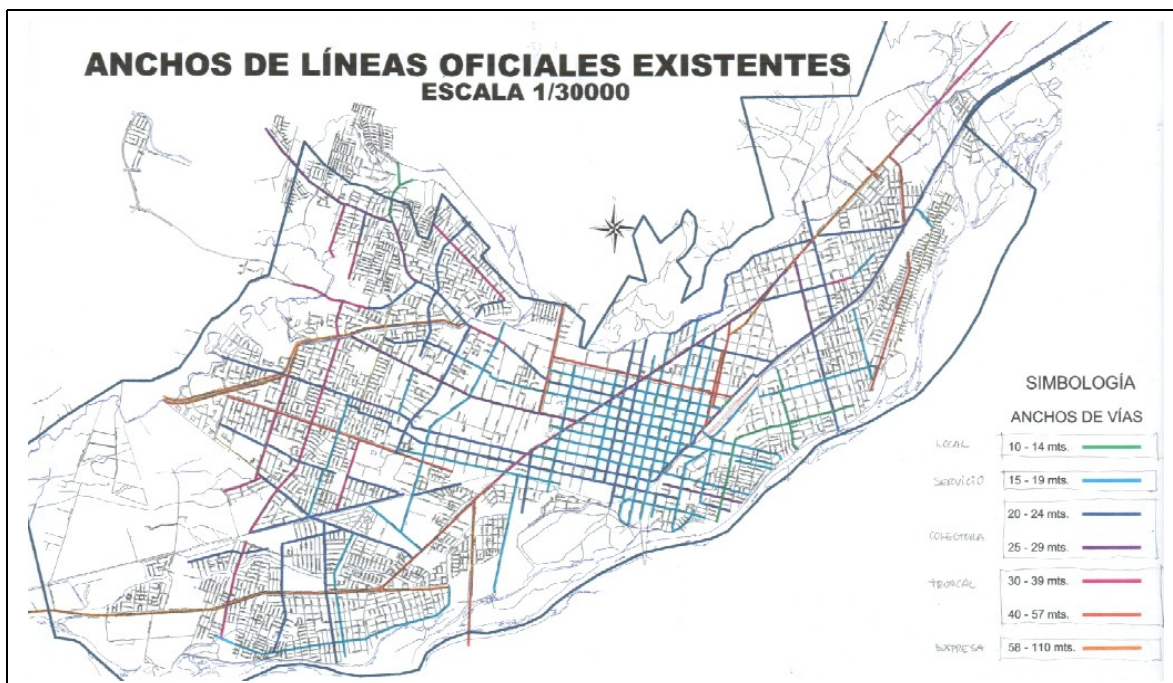 ANCHOS DE LÍNEAS OFICIALES EXISTENTES
ESCALA 1/30000
SIMBOLOGÍA
ANCHOS DE VÍAS
LOCAL 10 - 14 mts.
SERVICIO 15 - 19 mts.
20 - 24 mts.
COLECTORA
25 - 29 mts.
TRONCAL 30 - 39 mts.
40 - 57 mts.
EXPRESA 58 - 110 mts.